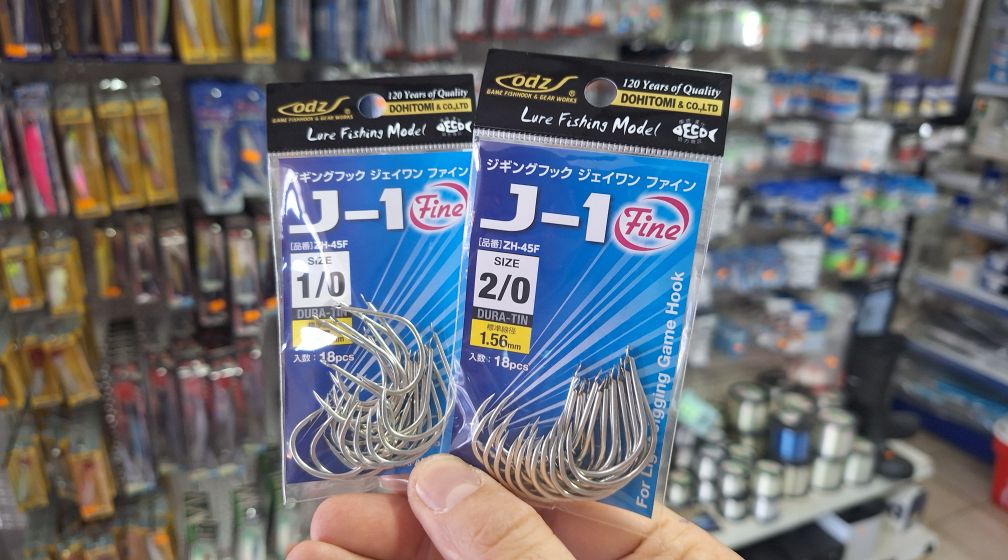 odz
GAME FISHHOOK & GEAR WORKS
120 Years of Quality
DOHITOMI & CO.,LTD
Lure Fishing Model
ジギングフック ジェイワン ファイン
J-1
Fine
[品番]ZH-45F
SIZE
1/0
DURA-TIN
入数:18pcs
odz
GAME FISHHOOK & GEAR WORKS
120 Years of Quality
DOHITOMI & CO.,LTD
Lure Fishing Model
ジギングフック ジェイワン ファイン
J-1
Fine
[品番]ZH-45F
SIZE
2/0
DURA-TIN
標準線径
1.56mm
入数:18pcs
Jigging Game Hook